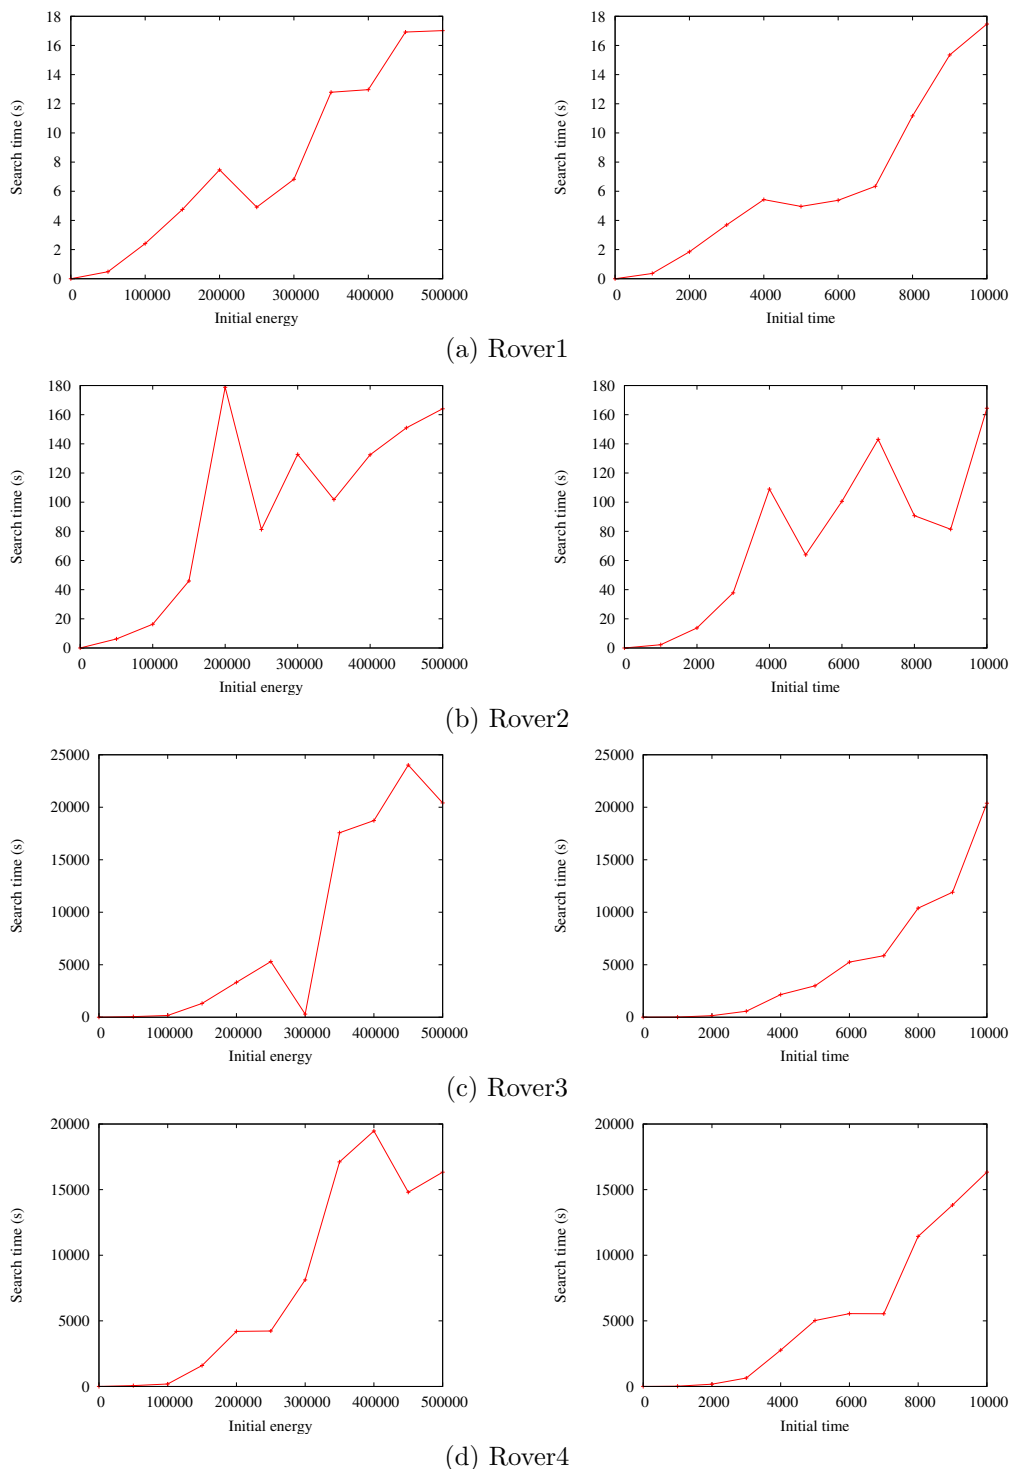 18
16
14
12
10
8
6
4
2
0
Search time (s)
0 100000 200000 300000 400000 500000
Initial energy
18
16
14
12
10
8
6
4
2
0
Search time (s)
0 2000 4000 6000 8000 10000
Initial time
(a) Rover1
180
160
140
120
100
80
60
40
20
0
Search time (s)
0 100000 200000 300000 400000 500000
Initial energy
180
160
140
120
100
80
60
40
20
0
Search time (s)
0 2000 4000 6000 8000 10000
Initial time
(b) Rover2
25000
20000
15000
10000
5000
0
Search time (s)
0 100000 200000 300000 400000 500000
Initial energy
25000
20000
15000
10000
5000
0
Search time (s)
0 2000 4000 6000 8000 10000
Initial time
(c) Rover3
20000
15000
10000
5000
0
Search time (s)
0 100000 200000 300000 400000 500000
Initial energy
20000
15000
10000
5000
0
Search time (s)
0 2000 4000 6000 8000 10000
Initial time
(d) Rover4